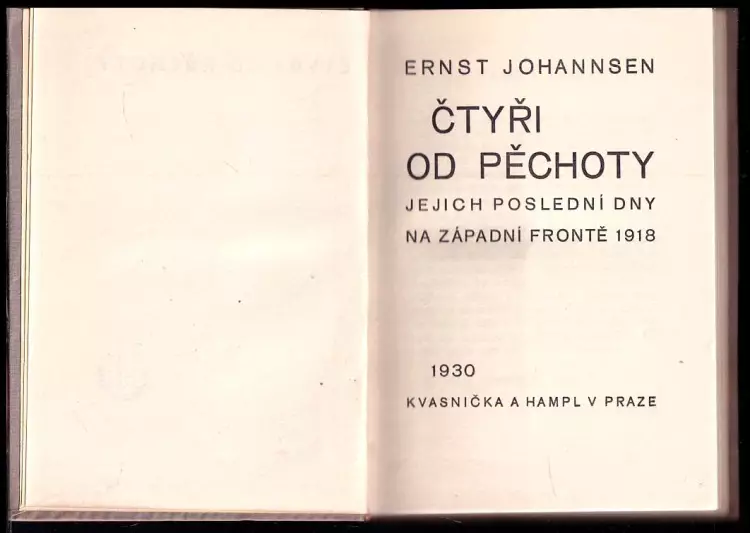 ERNST JOHANNSEN
ČTYŘI
OD PĚCHOTY
JEJICH POSLEDNÍ DNY
NA ZÁPADNÍ FRONTĚ 1918
1930
KVASNIČKA A HAMPL V PRAZE